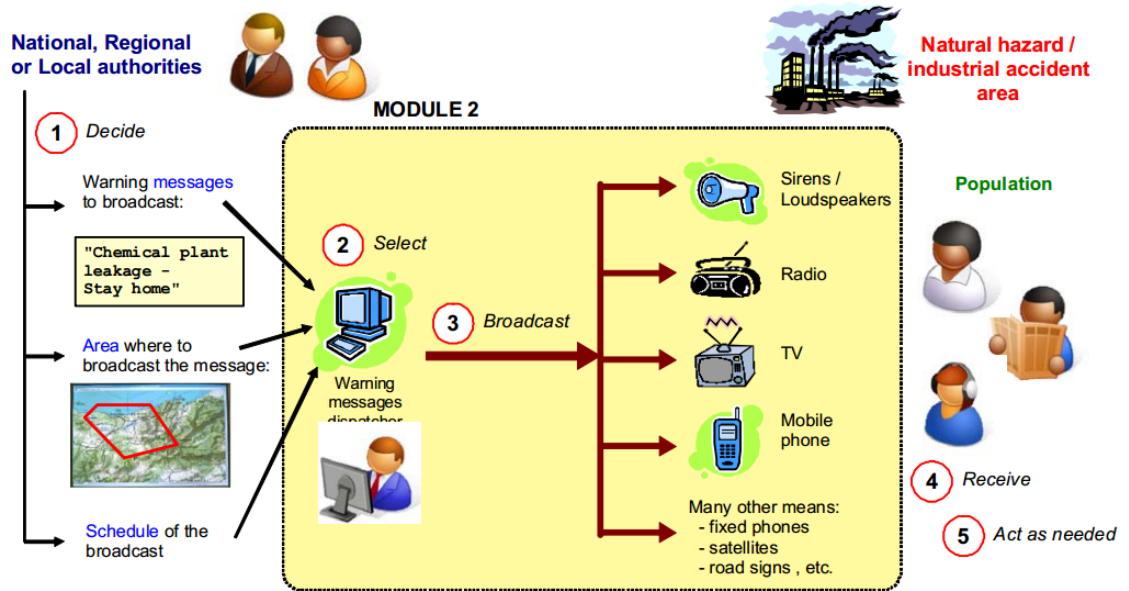 National, Regional
or Local authorities
1 Decide
Warning messages
to broadcast:
"Chemical plant
leakage -
Stay home"
Area where to
broadcast the message:
Schedule of the
broadcast
MODULE 2
2 Select
Warning
messages
dispatcher
3 Broadcast
Sirens /
Loudspeakers
Radio
TV
Mobile
phone
Many other means:
- fixed phones
- satellites
- road signs , etc.
Natural hazard /
industrial accident
area
Population
4 Receive
5 Act as needed